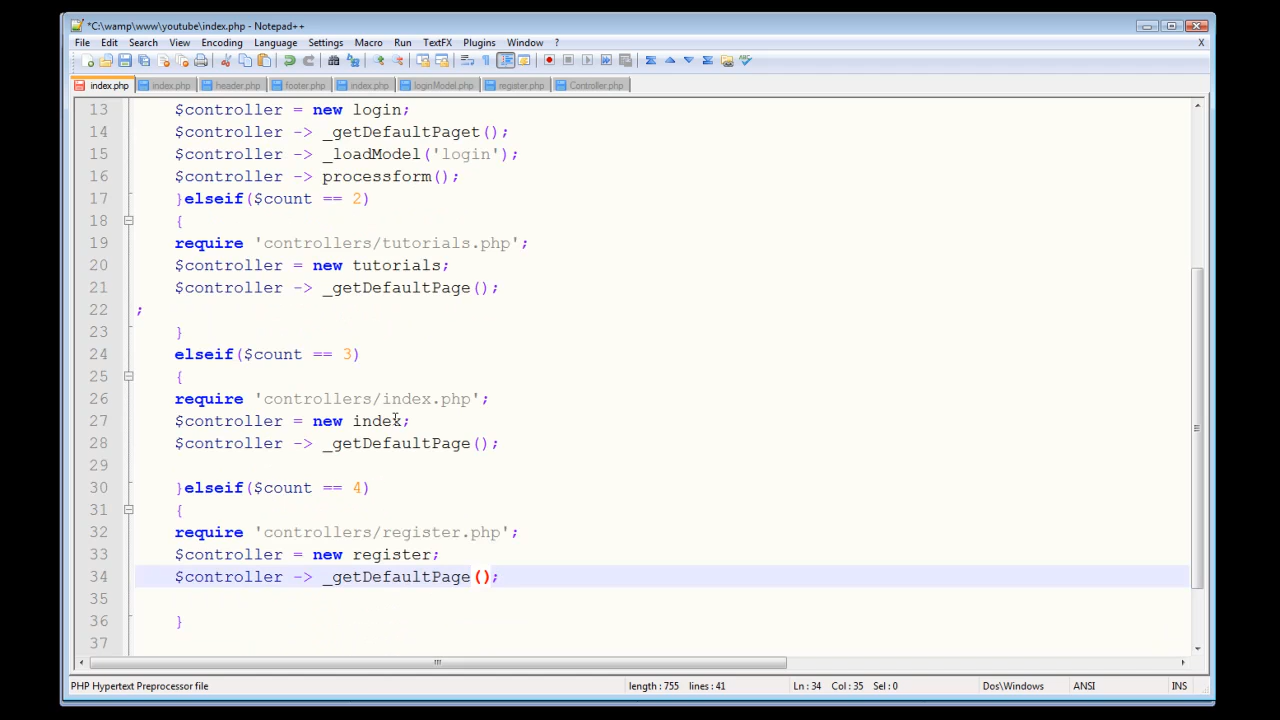 *C:\wamp\www\youtube\index.php - Notepad++
File Edit Search View Encoding Language Settings Macro Run TextFX Plugins Window ? X
index.php index.php header.php footer.php index.php loginModel.php register.php Controller.php
13 $controller = new login;
14 $controller -> _getDefaultPaget();
15 $controller -> _loadModel('login');
16 $controller -> processform();
17 }elseif($count == 2)
18 {
19 require 'controllers/tutorials.php';
20 $controller = new tutorials;
21 $controller -> _getDefaultPage();
22 ;
23 }
24 elseif($count == 3)
25 {
26 require 'controllers/index.php';
27 $controller = new index;
28 $controller -> _getDefaultPage();
29
30 }elseif($count == 4)
31 {
32 require 'controllers/register.php';
33 $controller = new register;
34 $controller -> _getDefaultPage();
35
36 }
37
PHP Hypertext Preprocessor file length : 755 lines : 41 Ln : 34 Col : 35 Sel : 0 Dos\Windows ANSI INS